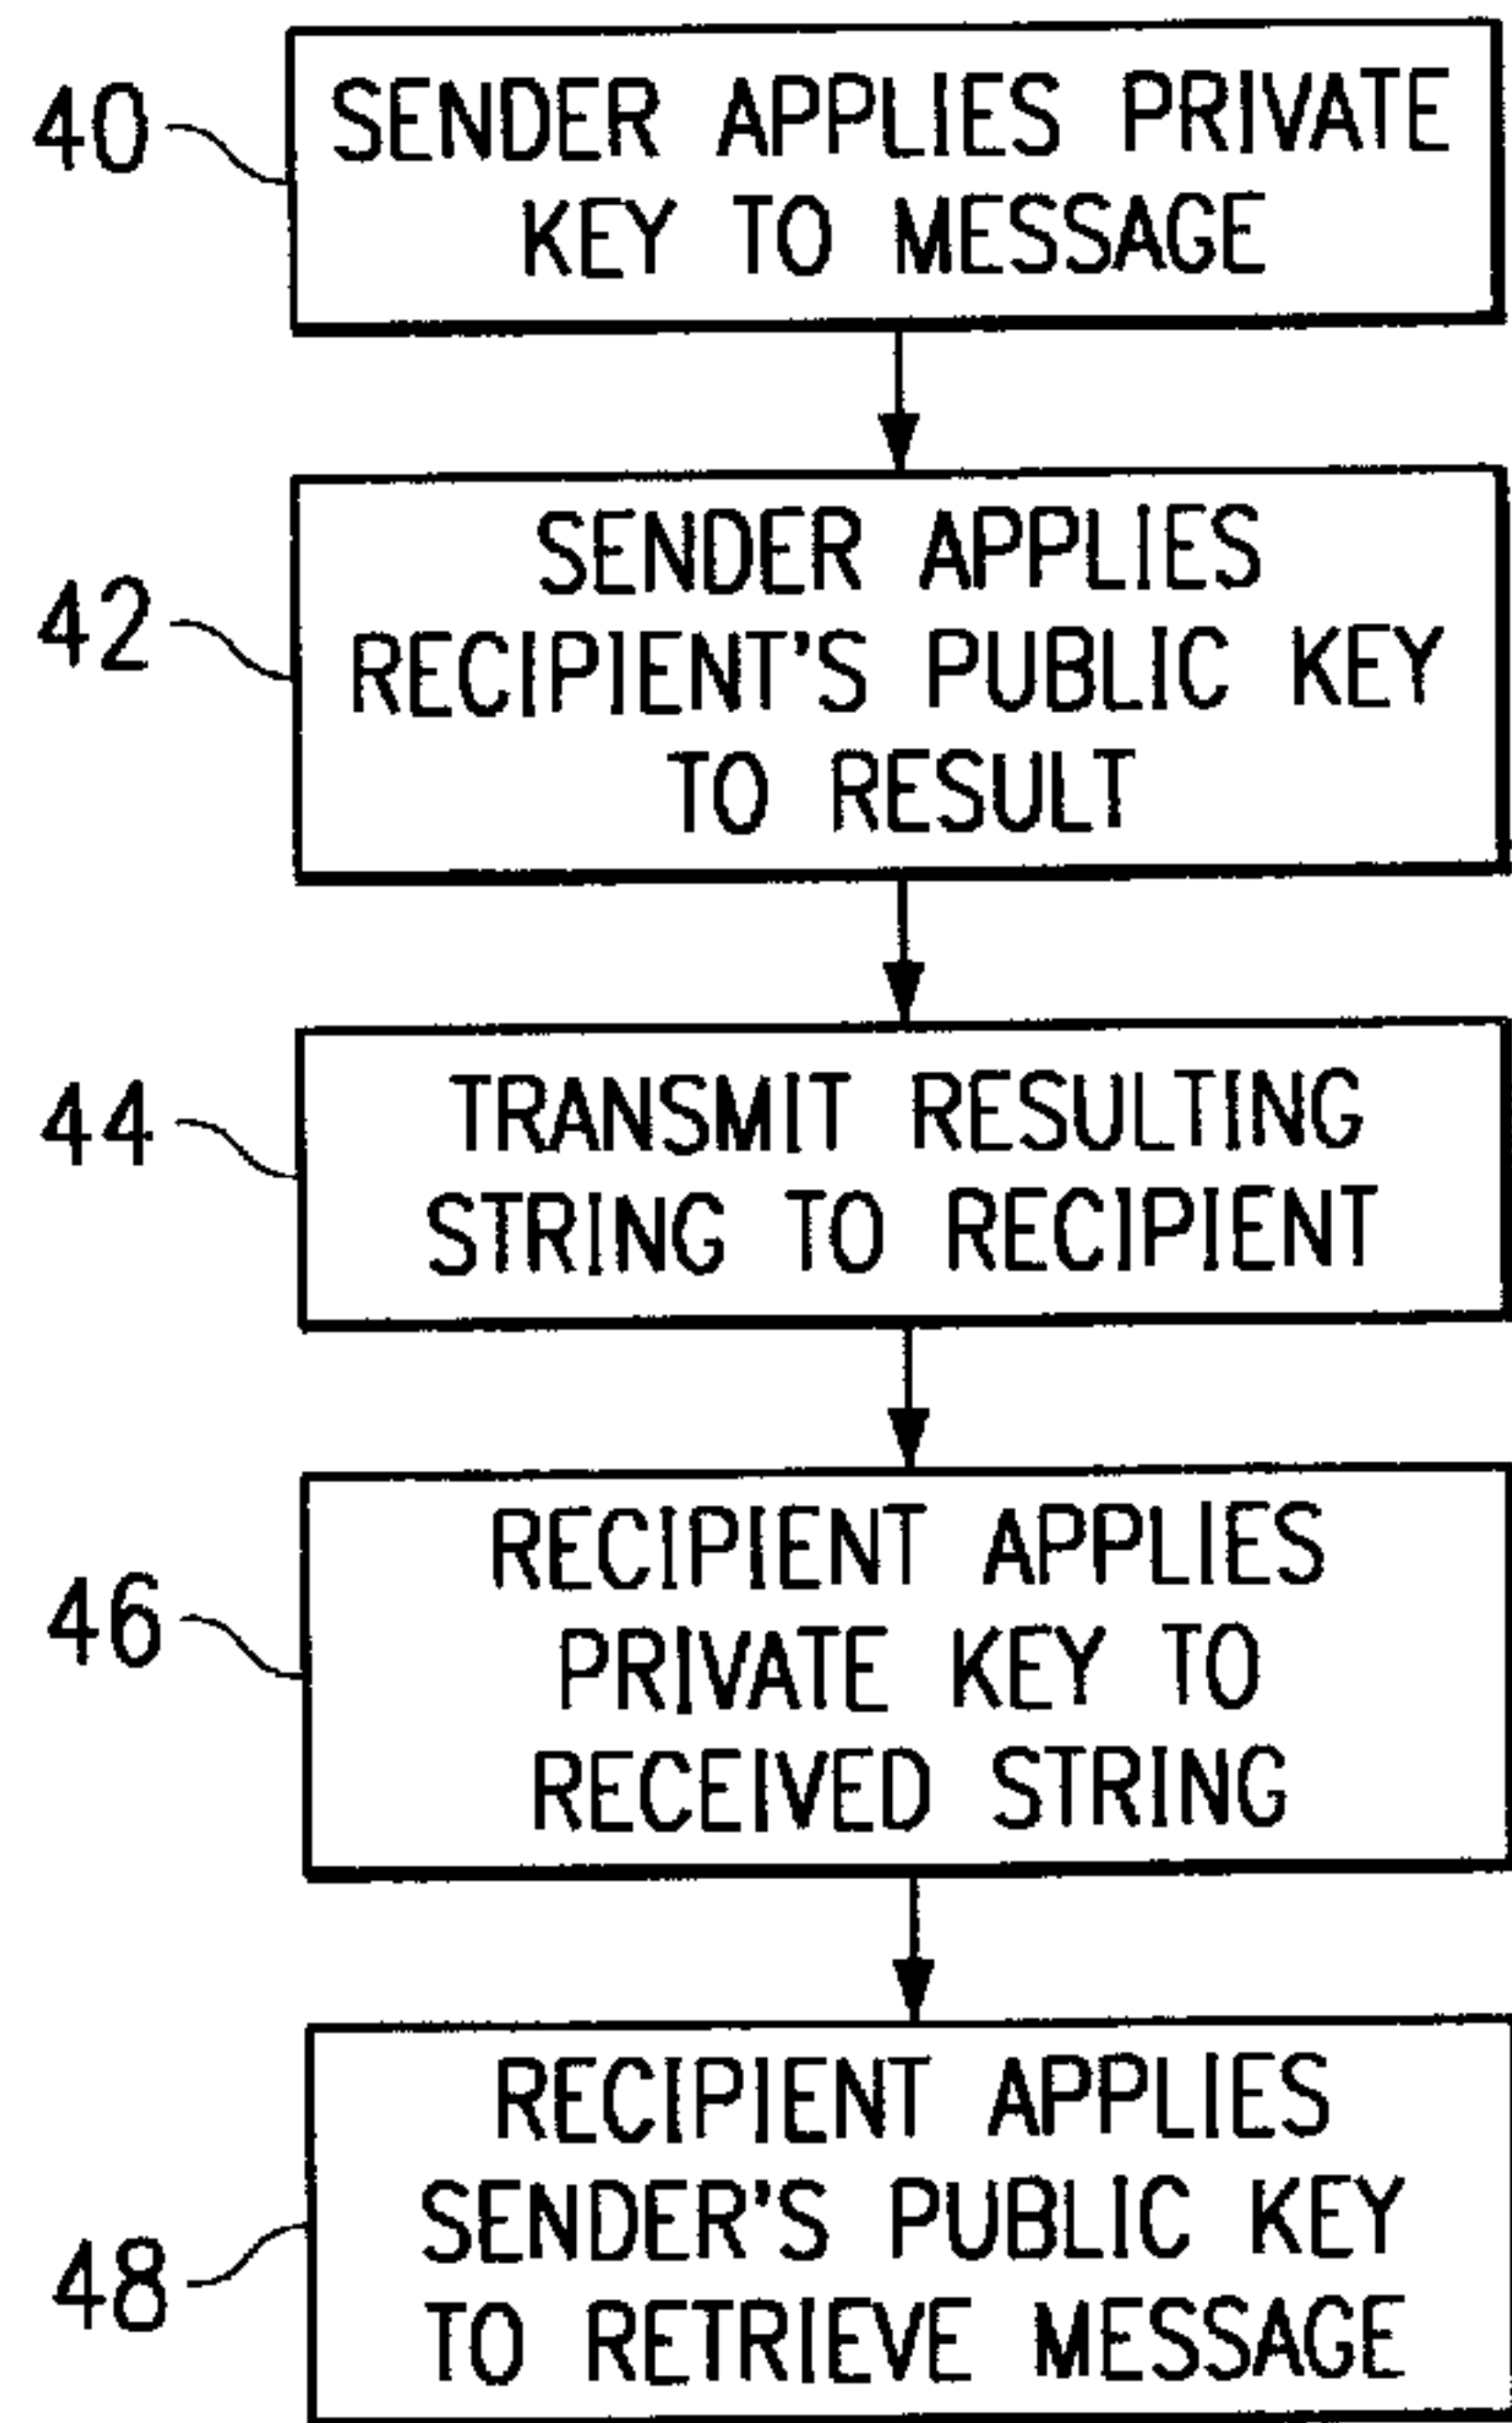 40
SENDER APPLIES PRIVATE
KEY TO MESSAGE
42
SENDER APPLIES
RECIPIENT'S PUBLIC KEY
TO RESULT
44
TRANSMIT RESULTING
STRING TO RECIPIENT
46
RECIPIENT APPLIES
PRIVATE KEY TO
RECEIVED STRING
48
RECIPIENT APPLIES
SENDER'S PUBLIC KEY
TO RETRIEVE MESSAGE